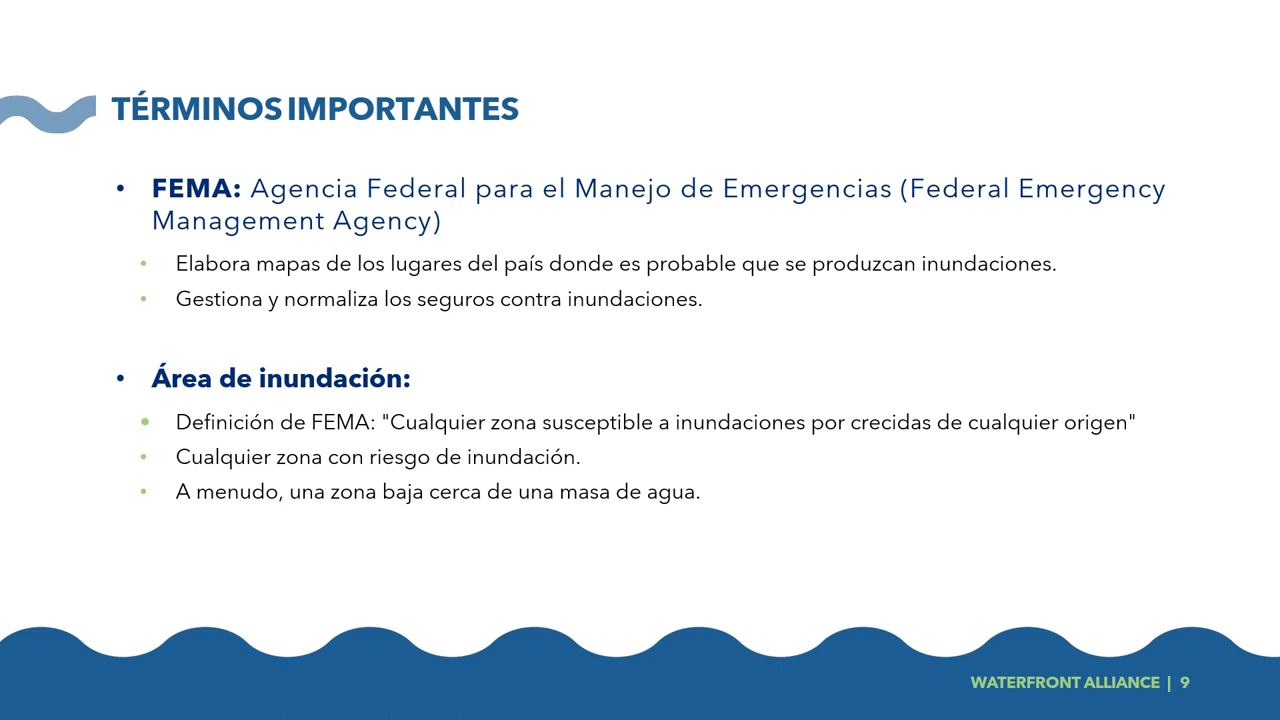 TÉRMINOS IMPORTANTES
• FEMA: Agencia Federal para el Manejo de Emergencias (Federal Emergency
Management Agency)
• Elabora mapas de los lugares del país donde es probable que se produzcan inundaciones.
• Gestiona y normaliza los seguros contra inundaciones.
• Área de inundación:
• Definición de FEMA: "Cualquier zona susceptible a inundaciones por crecidas de cualquier origen"
• Cualquier zona con riesgo de inundación.
• A menudo, una zona baja cerca de una masa de agua.
WATERFRONT ALLIANCE | 9